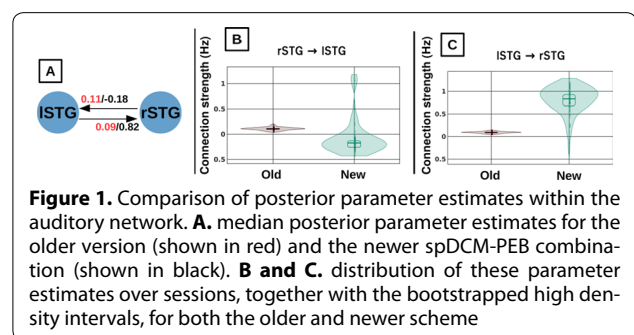 A
lSTG
0.11/-0.18
rSTG
0.09/0.82
B
rSTG → lSTG
Connection strength (Hz)
1
0.5
0
0.5
Old
New
C
lSTG → rSTG
Connection strength (Hz)
1
0.5
0
0.5
Old
New
Figure 1. Comparison of posterior parameter estimates within the
auditory network. A. median posterior parameter estimates for the
older version (shown in red) and the newer spDCM-PEB combina-
tion (shown in black). B and C. distribution of these parameter
estimates over sessions, together with the bootstrapped high den-
sity intervals, for both the older and newer scheme